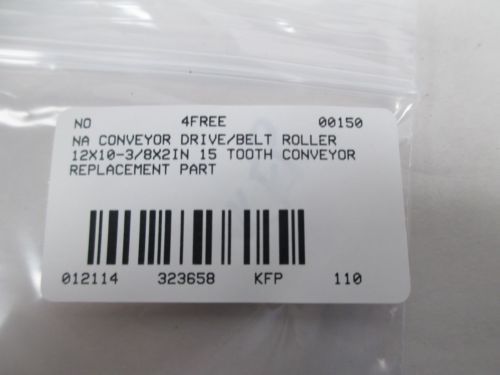 NO 4FREE 00150
NA CONVEYOR DRIVE/BELT ROLLER
12X10-3/8X2IN 15 TOOTH CONVEYOR
REPLACEMENT PART
012114 323658 KFP 110